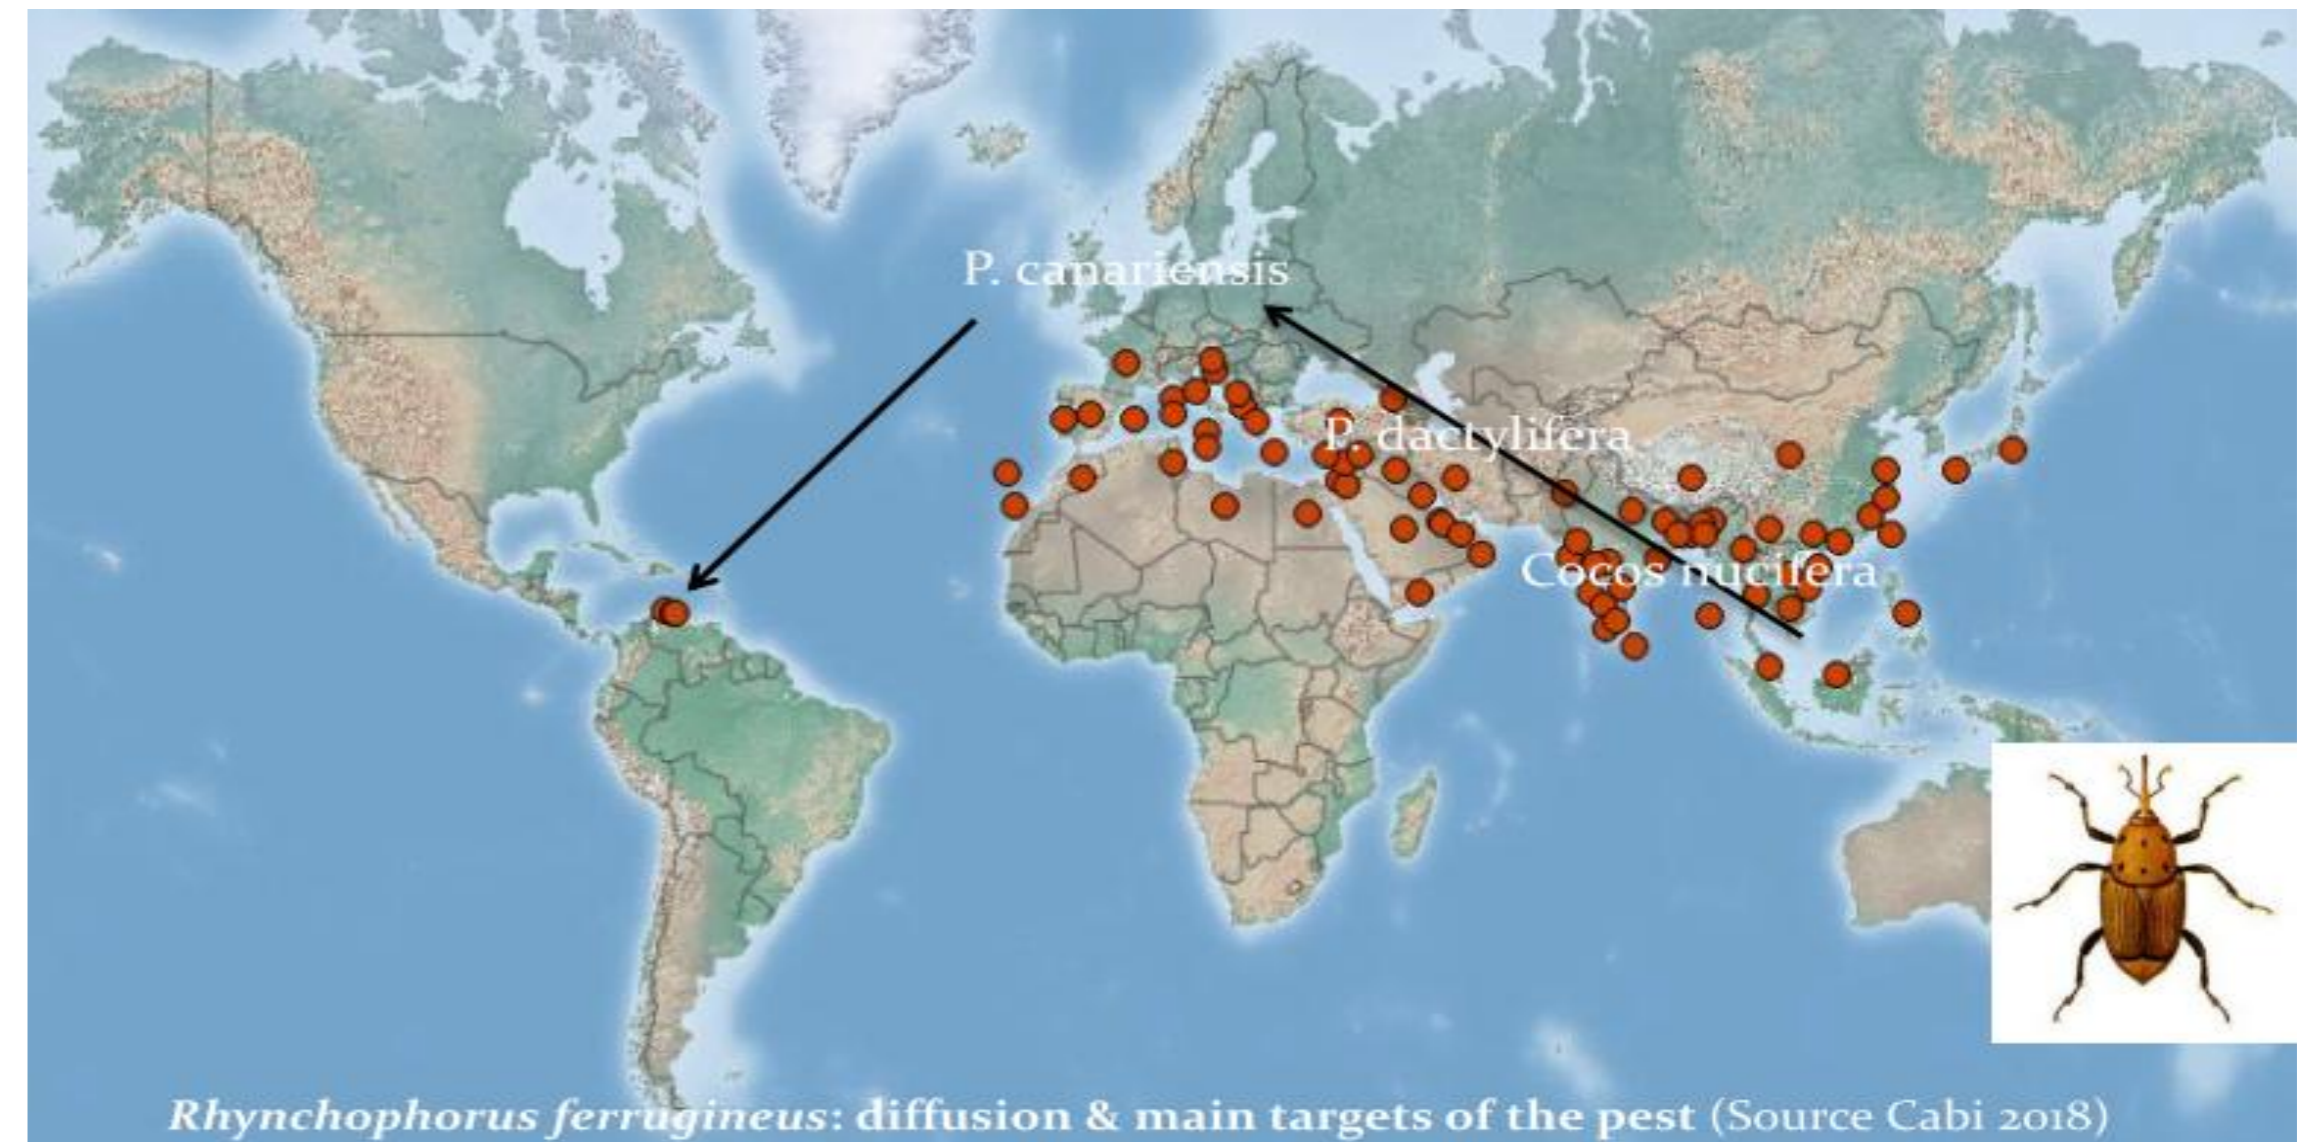 P. canariensis
P. dactylifera
Cocos nucifera
Rhynchophorus ferrugineus: diffusion & main targets of the pest (Source Cabi 2018)